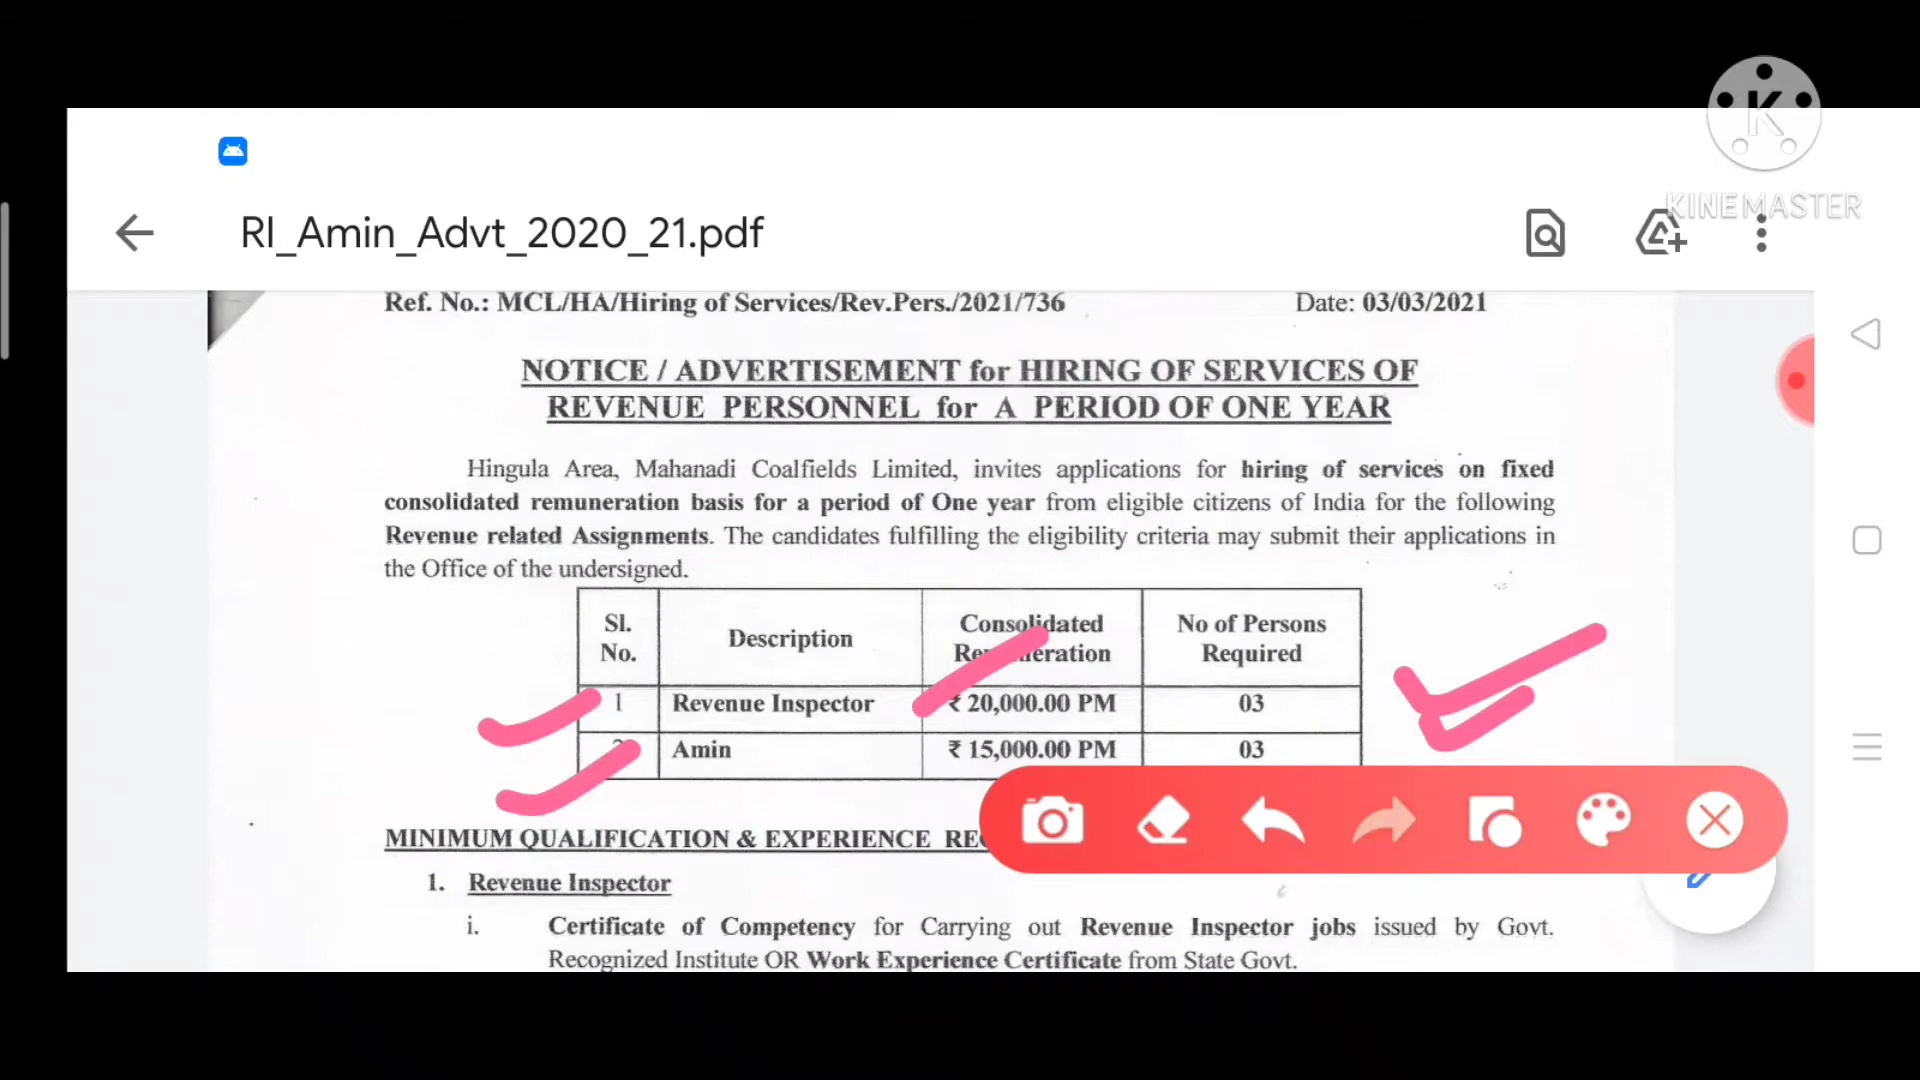 K
KINEMASTER
RI_Amin_Advt_2020_21.pdf
Ref. No.: MCL/HA/Hiring of Services/Rev.Pers./2021/736 Date: 03/03/2021
NOTICE / ADVERTISEMENT for HIRING OF SERVICES OF
REVENUE PERSONNEL for A PERIOD OF ONE YEAR
Hingula Area, Mahanadi Coalfields Limited, invites applications for hiring of services on fixed
consolidated remuneration basis for a period of One year from eligible citizens of India for the following
Revenue related Assignments. The candidates fulfilling the eligibility criteria may submit their applications in
the Office of the undersigned.
Sl. No. Description Consolidated Remuneration No of Persons Required
1 Revenue Inspector ₹ 20,000.00 PM 03
Amin ₹ 15,000.00 PM 03
MINIMUM QUALIFICATION & EXPERIENCE
1. Revenue Inspector
i. Certificate of Competency for Carrying out Revenue Inspector jobs issued by Govt.
Recognized Institute OR Work Experience Certificate from State Govt.